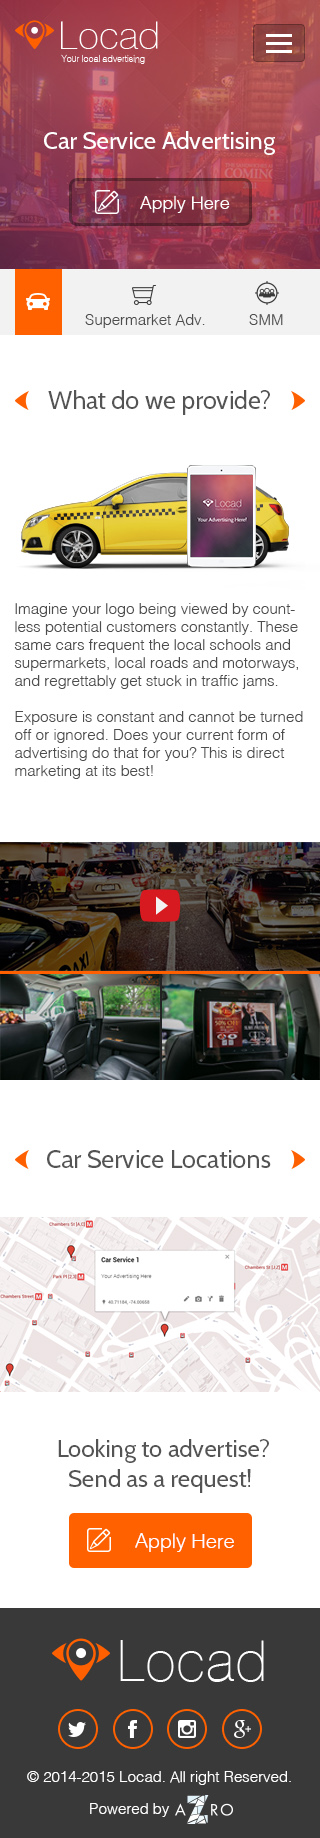 Locad
Your local advertising
Car Service Advertising
Apply Here
Supermarket Adv.
SMM
What do we provide?
Locad
Your Advertising Here!
Imagine your logo being viewed by count-
less potential customers constantly. These
same cars frequent the local schools and
supermarkets, local roads and motorways,
and regrettably get stuck in traffic jams.
Exposure is constant and cannot be turned
off or ignored. Does your current form of
advertising do that for you? This is direct
marketing at its best!
Car Service Locations
Car Service 1
Your Advertising Here
Looking to advertise?
Send as a request!
Apply Here
Locad
© 2014-2015 Locad. All right Reserved.
Powered by AZRO